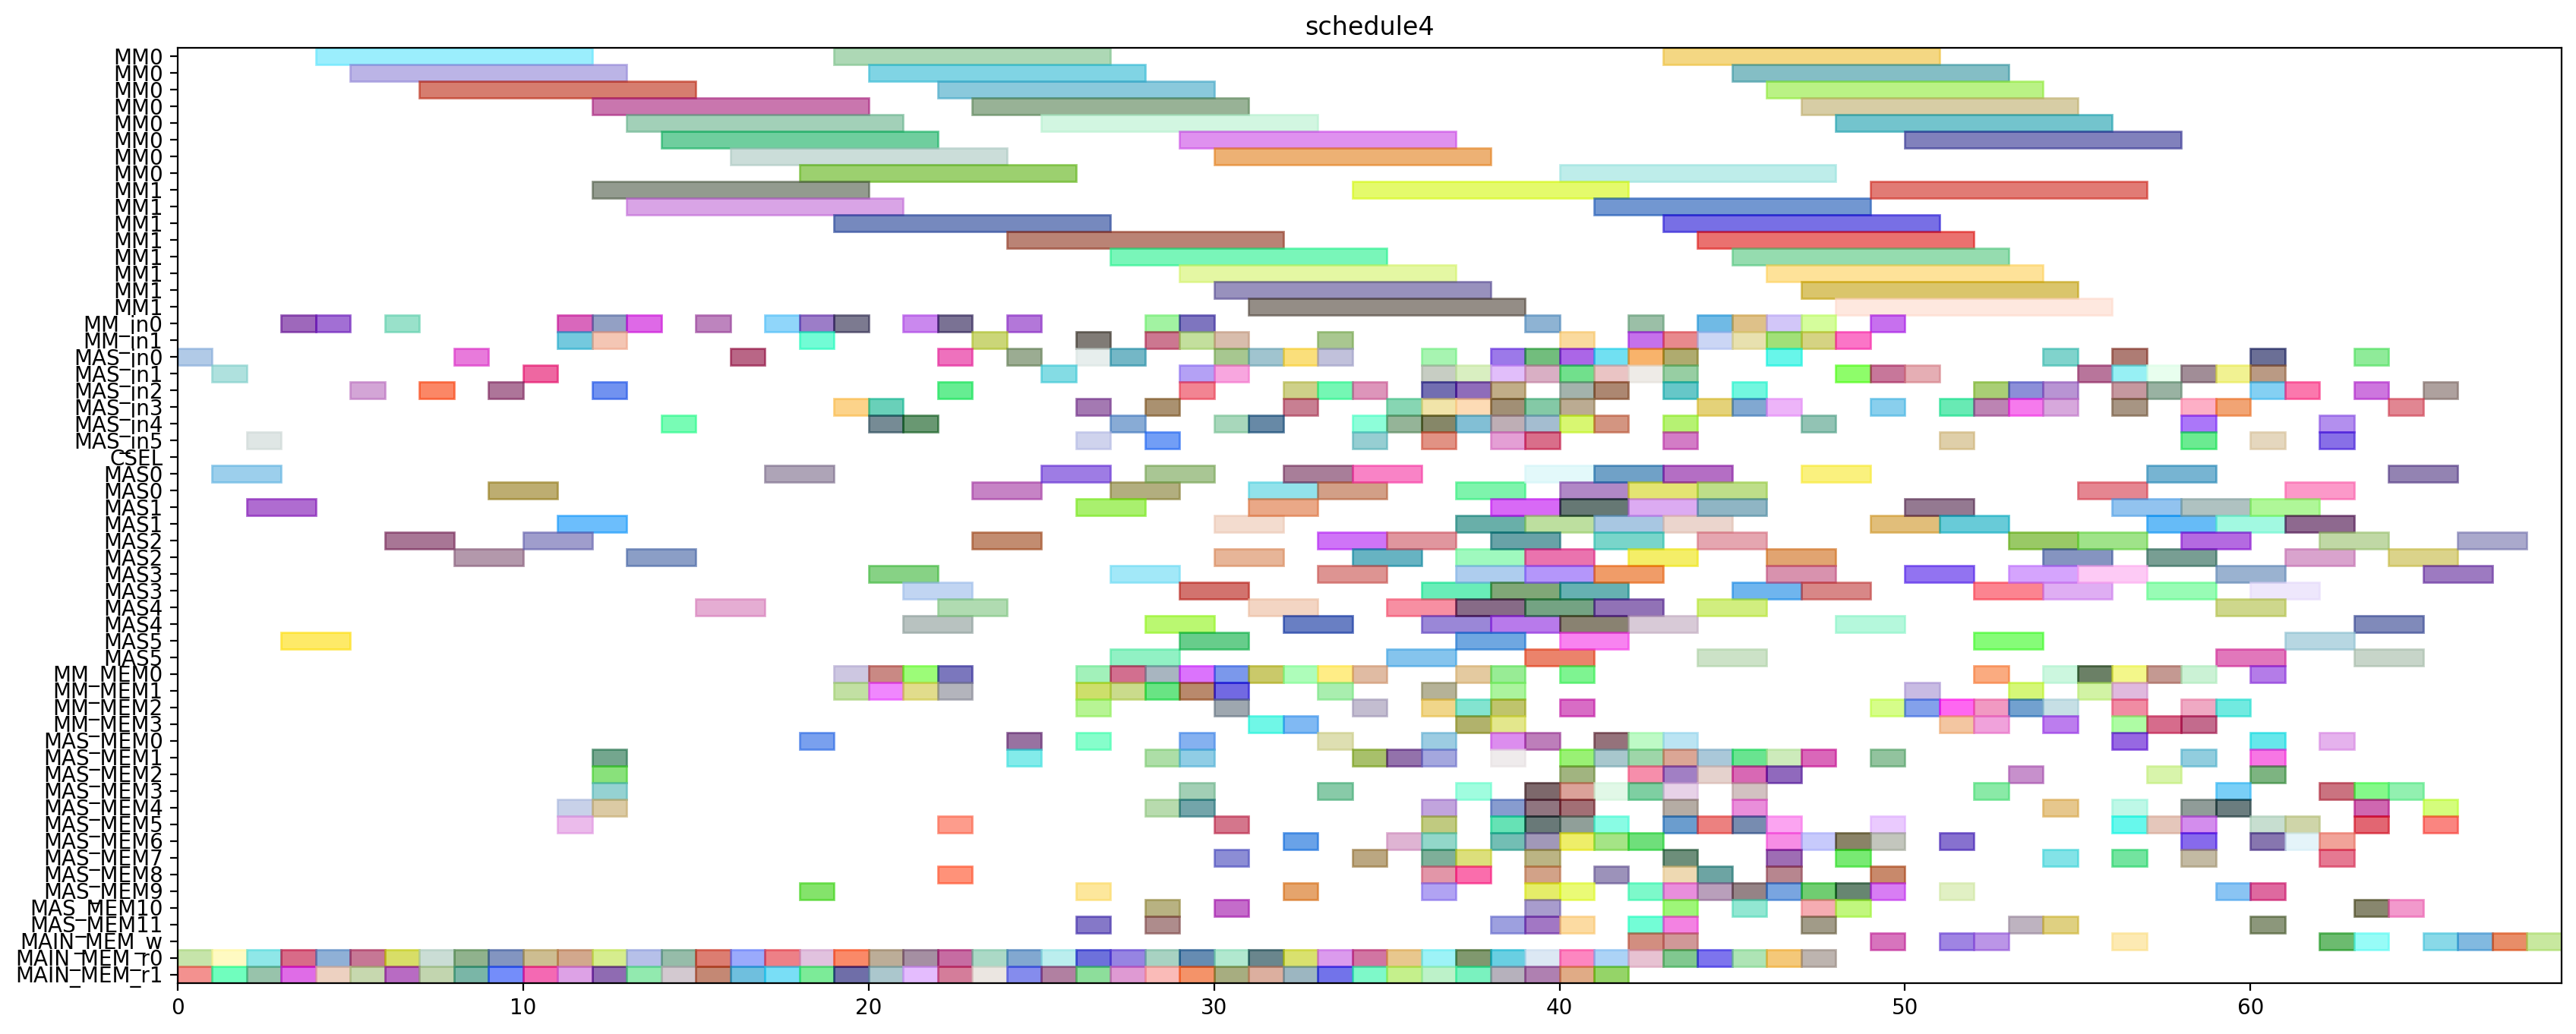 schedule4
MM0
MM0
MM0
MM0
MM0
MM0
MM0
MM0
MM1
MM1
MM1
MM1
MM1
MM1
MM1
MM1
MM_in0
MM_in1
MAS_in0
MAS_in1
MAS_in2
MAS_in3
MAS_in4
MAS_in5
CSEL
MAS0
MAS0
MAS1
MAS1
MAS2
MAS2
MAS3
MAS3
MAS4
MAS4
MAS5
MAS5
MM_MEM0
MM_MEM1
MM_MEM2
MM_MEM3
MAS_MEM0
MAS_MEM1
MAS_MEM2
MAS_MEM3
MAS_MEM4
MAS_MEM5
MAS_MEM6
MAS_MEM7
MAS_MEM8
MAS_MEM9
MAS_MEM10
MAS_MEM11
MAIN_MEM_w
MAIN_MEM_r0
MAIN_MEM_r1
0 10 20 30 40 50 60